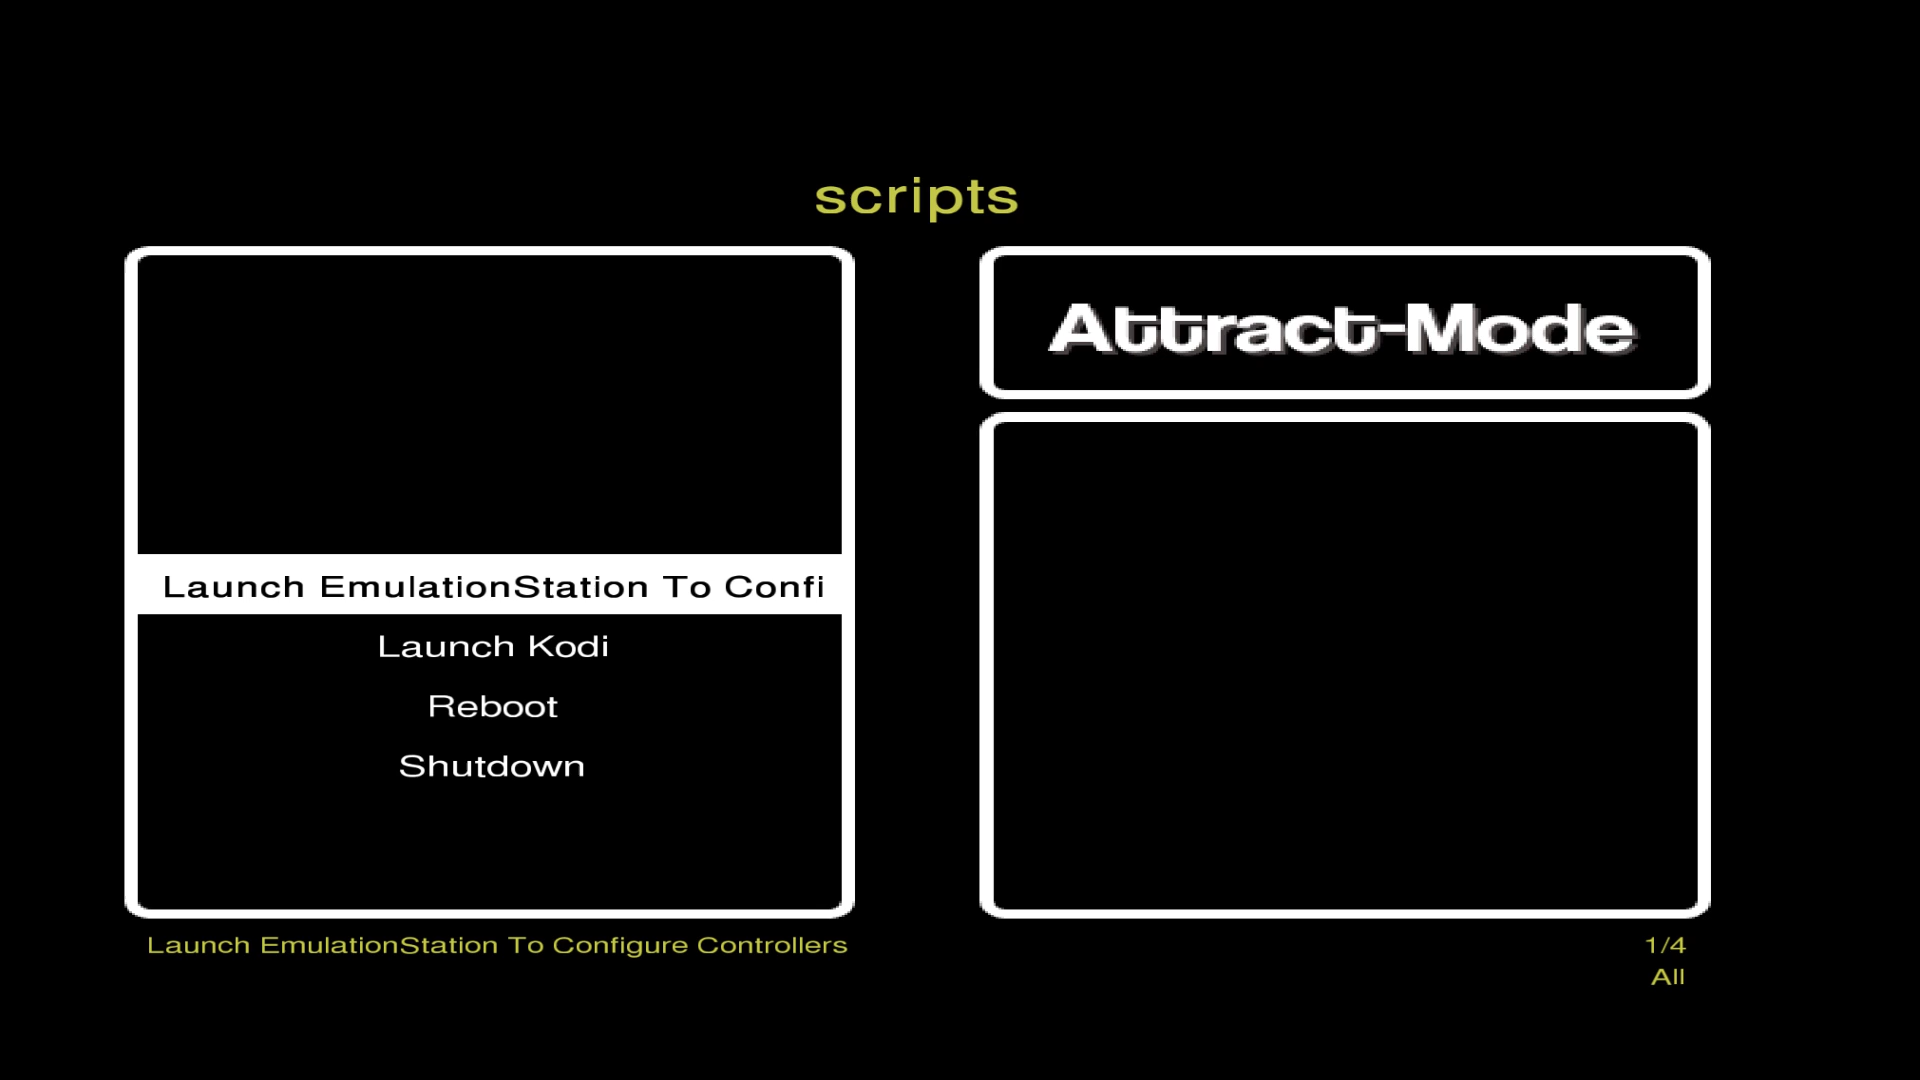 scripts
Attract-Mode
Launch EmulationStation To Confi
Launch Kodi
Reboot
Shutdown
Launch EmulationStation To Configure Controllers
1/4
All